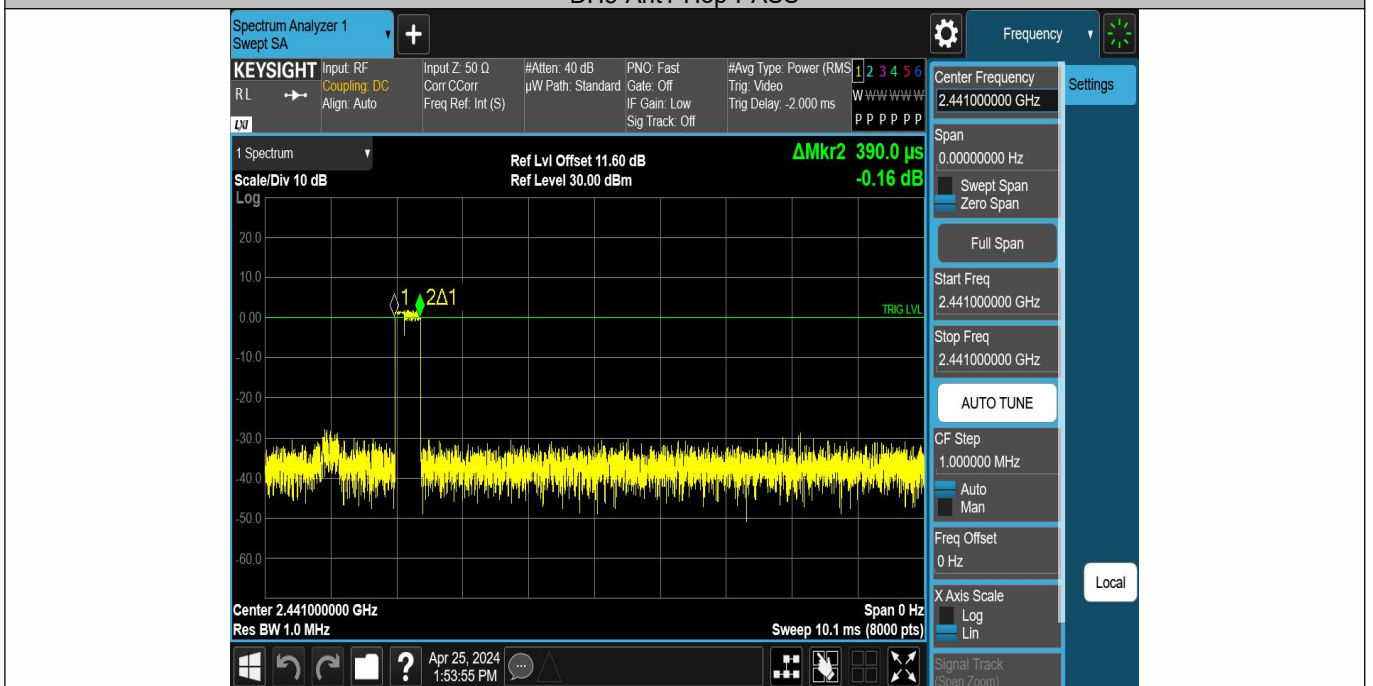 Spectrum Analyzer 1
Swept SA
+
Frequency
KEYSIGHT
RL
LXI
Input: RF
Coupling: DC
Align: Auto
Input Z: 50 Ω
Corr CCorr
Freq Ref: Int (S)
#Atten: 40 dB
µW Path: Standard
PNO: Fast
Gate: Off
IF Gain: Low
Sig Track: Off
#Avg Type: Power (RMS
Trig: Video
Trig Delay: -2.000 ms
1 2 3 4 5 6
W W W W W W
P P P P P P
1 Spectrum
Scale/Div 10 dB
Log
Ref Lvl Offset 11.60 dB
Ref Level 30.00 dBm
ΔMkr2 390.0 µs
-0.16 dB
20.0
10.0
0.00
-10.0
-20.0
-30.0
-40.0
-50.0
-60.0
1
2Δ1
TRIG LVL
Center 2.441000000 GHz
Res BW 1.0 MHz
Span 0 Hz
Sweep 10.1 ms (8000 pts)
?
Apr 25, 2024
1:53:55 PM
Center Frequency
2.441000000 GHz
Span
0.00000000 Hz
Swept Span
Zero Span
Full Span
Start Freq
2.441000000 GHz
Stop Freq
2.441000000 GHz
AUTO TUNE
CF Step
1.000000 MHz
Auto
Man
Freq Offset
0 Hz
X Axis Scale
Log
Lin
Signal Track
(Span Zoom)
Settings
Local